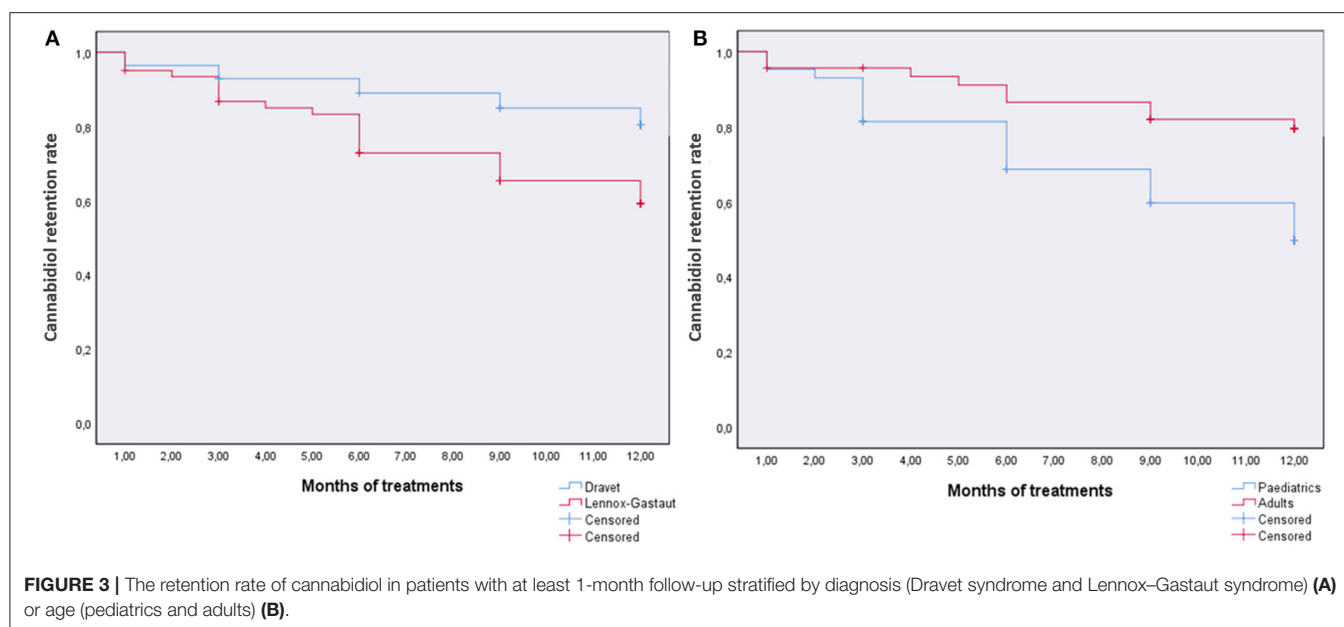 A
Cannabidiol retention rate
1,0
0,8
0,6
0,4
0,2
0,0
1,00 2,00 3,00 4,00 5,00 6,00 7,00 8,00 9,00 10,00 11,00 12,00
Months of treatments
Dravet
Lennox-Gastaut
Censored
Censored
B
Cannabidiol retention rate
1,0
0,8
0,6
0,4
0,2
0,0
1,00 2,00 3,00 4,00 5,00 6,00 7,00 8,00 9,00 10,00 11,00 12,00
Months of treatments
Paediatrics
Adults
Censored
Censored
FIGURE 3 | The retention rate of cannabidiol in patients with at least 1-month follow-up stratified by diagnosis (Dravet syndrome and Lennox–Gastaut syndrome) (A)
or age (pediatrics and adults) (B).